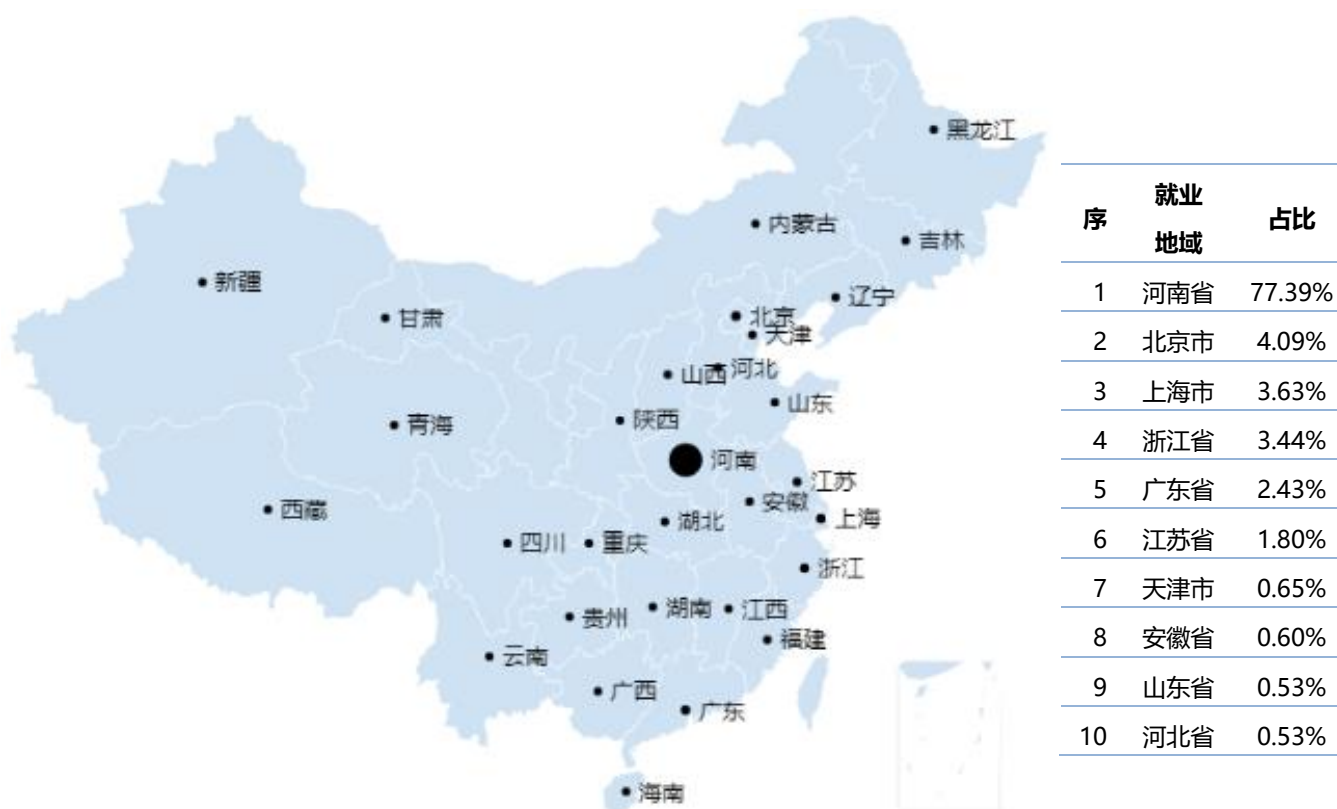 黑龙江
内蒙古
吉林
新疆
辽宁
甘肃
北京
天津
山西
河北
山东
陕西
青海
河南
江苏
西藏
安徽
湖北
上海
四川
重庆
浙江
贵州
湖南
江西
福建
云南
广西
广东
海南
序 就业地域 占比
1 河南省 77.39%
2 北京市 4.09%
3 上海市 3.63%
4 浙江省 3.44%
5 广东省 2.43%
6 江苏省 1.80%
7 天津市 0.65%
8 安徽省 0.60%
9 山东省 0.53%
10 河北省 0.53%